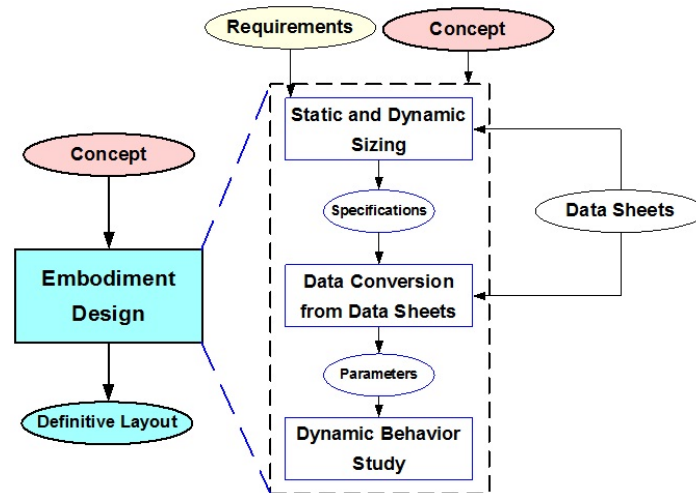 Requirements
Concept
Static and Dynamic
Sizing
Concept
Specifications
Data Sheets
Embodiment
Design
Data Conversion
from Data Sheets
Parameters
Definitive Layout
Dynamic Behavior
Study